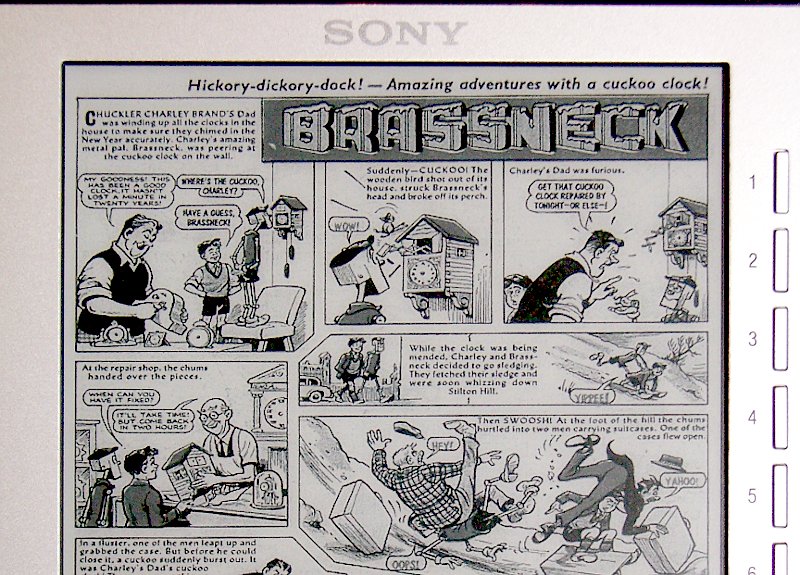 SONY
Hickory-dickory-dock! — Amazing adventures with a cuckoo clock!
CHUCKLER CHARLEY BRAND'S Dad
was winding up all the clocks in the
house to make sure they chimed in the
New Year accurately. Charley's amazing
metal pal, Brassneck, was peering at
the cuckoo clock on the wall.
BRASSNECK
MY GOODNESS! THIS
HAS BEEN A GOOD
CLOCK. IT HASN'T
LOST A MINUTE IN
TWENTY YEARS!
WHERE'S THE CUCKOO,
CHARLEY?
HAVE A GUESS,
BRASSNECK!
Suddenly—CUCKOO! The
wooden bird shot out of its
house, struck Brassneck's
head and broke off its perch.
WOW!
Charley's Dad was furious.
GET THAT CUCKOO
CLOCK REPAIRED BY
TONIGHT—OR ELSE—!
At the repair shop, the chums
handed over the pieces.
WHEN CAN YOU
HAVE IT FIXED?
IT'LL TAKE TIME!
BUT COME BACK
IN TWO HOURS!
While the clock was being
mended, Charley and Brass-
neck decided to go sledging.
They fetched their sledge and
were soon whizzing down
Stilton Hill.
YIPPEE!
Then SWOOSH! At the foot of the hill the chums
hurtled into two men carrying suitcases. One of the
cases flew open.
HEY!
YAHOO!
OOPS!
In a fluster, one of the men leapt up and
grabbed the case. But before he could
close it, a cuckoo suddenly burst out. It
was Charley's Dad's cuckoo
1
2
3
4
5
6